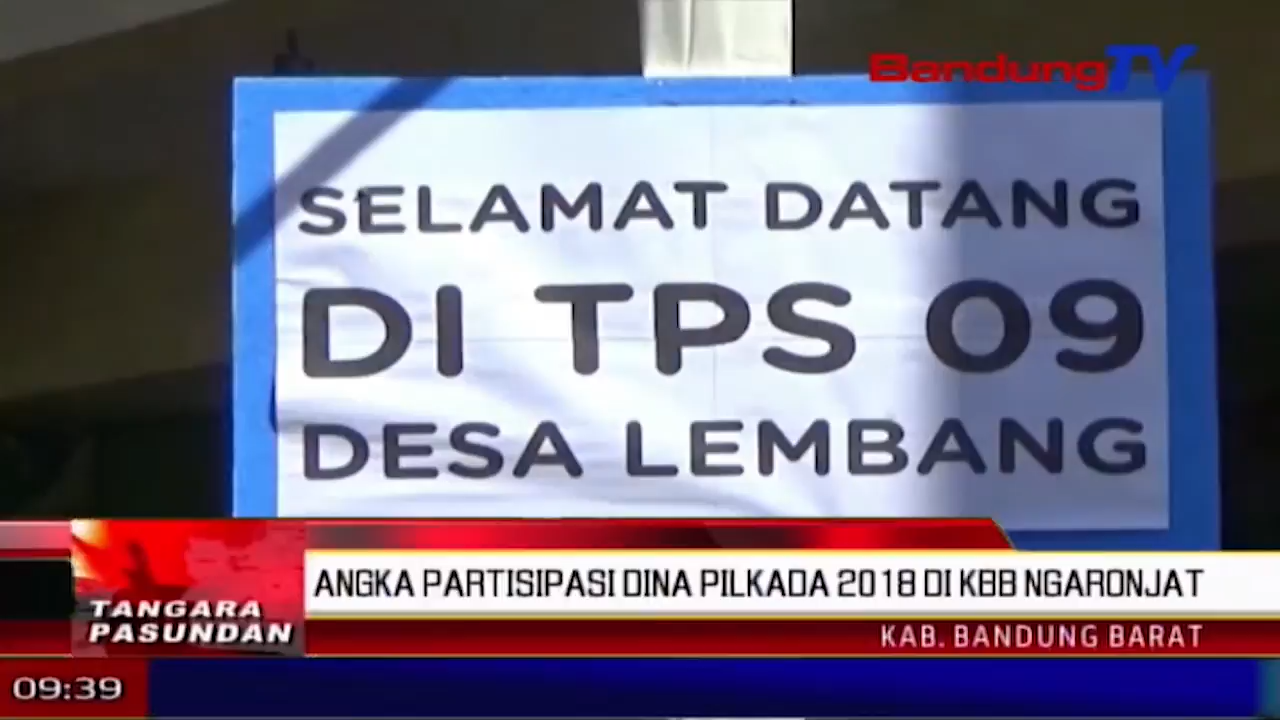 BandungTV
SELAMAT DATANG
DI TPS 09
DESA LEMBANG
ANGKA PARTISIPASI DINA PILKADA 2018 DI KBB NGARONJAT
TANGARA
PASUNDAN
KAB. BANDUNG BARAT
09:39